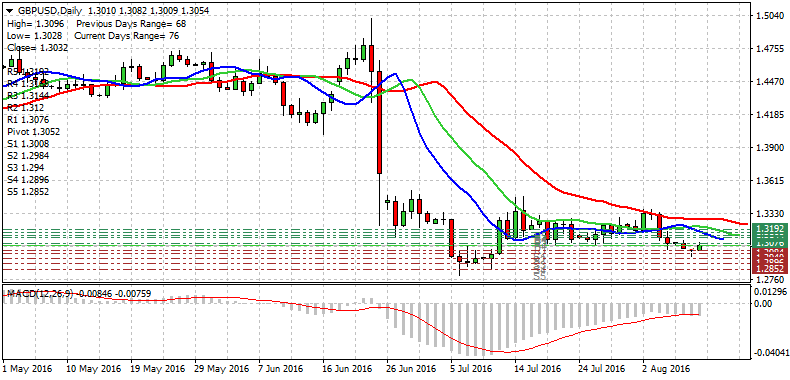 GBPUSD,Daily 1.3010 1.3082 1.3009 1.3054
High= 1.3096 Previous Days Range= 68
Low= 1.3028 Current Days Range= 76
Close= 1.3032
R3 1.3144
R2 1.312
R1 1.3076
Pivot 1.3052
S1 1.3008
S2 1.2984
S3 1.294
S4 1.2896
S5 1.2852
1.5040
1.4755
1.4470
1.4185
1.3900
1.3615
1.3330
1.3192
1.3076
1.2896
1.2852
1.2760
MACD(12,26,9) -0.00846 -0.00759
0.01296
0.00
-0.04041
1 May 2016
10 May 2016
19 May 2016
29 May 2016
7 Jun 2016
16 Jun 2016
26 Jun 2016
5 Jul 2016
14 Jul 2016
24 Jul 2016
2 Aug 2016